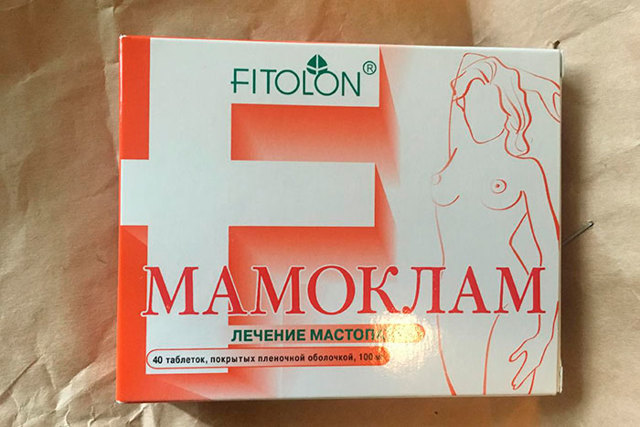 FITOLON®
МАМОКЛАМ
ЛЕЧЕНИЕ
40 таблеток, покрытых пленочной оболочкой, 100